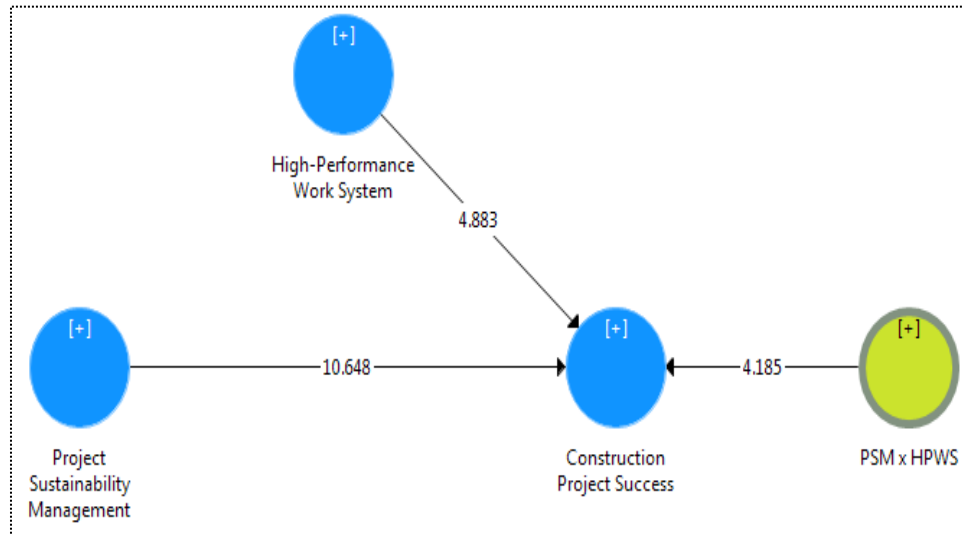 [+]
High-Performance
Work System
4.883
[+]
10.648
[+]
4.185
[+]
Project
Sustainability
Management
Construction
Project Success
PSM x HPWS